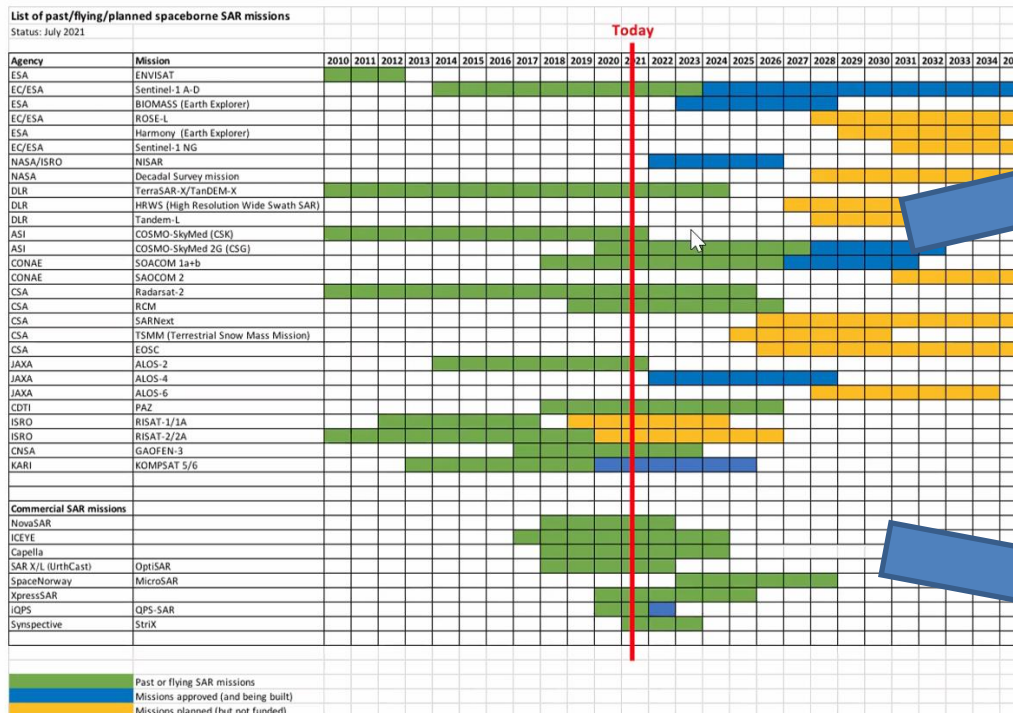 List of past/flying/planned spaceborne SAR missions
Status: July 2021
Today
Agency Mission 2010 2011 2012 2013 2014 2015 2016 2017 2018 2019 2020 2021 2022 2023 2024 2025 2026 2027 2028 2029 2030 2031 2032 2033 2034
ESA ENVISAT
EC/ESA Sentinel-1 A-D
ESA BIOMASS (Earth Explorer)
EC/ESA ROSE-L
ESA Harmony (Earth Explorer)
EC/ESA Sentinel-1 NG
NASA/ISRO NISAR
NASA Decadal Survey mission
DLR TerraSAR-X/TanDEM-X
DLR HRWS (High Resolution Wide Swath SAR)
DLR Tandem-L
ASI COSMO-SkyMed (CSK)
ASI COSMO-SkyMed 2G (CSG)
CONAE SOACOM 1a+b
CONAE SAOCOM 2
CSA Radarsat-2
CSA RCM
CSA SARNext
CSA TSMM (Terrestrial Snow Mass Mission)
CSA EOSC
JAXA ALOS-2
JAXA ALOS-4
JAXA ALOS-6
CDTI PAZ
ISRO RISAT-1/1A
ISRO RISAT-2/2A
CNSA GAOFEN-3
KARI KOMPSAT 5/6
Commercial SAR missions
NovaSAR
ICEYE
Capella
SAR X/L (UrthCast) OptiSAR
SpaceNorway MicroSAR
XpressSAR
iQPS QPS-SAR
Synspective StriX
Past or flying SAR missions
Missions approved (and being built)
Missions planned (but not funded)